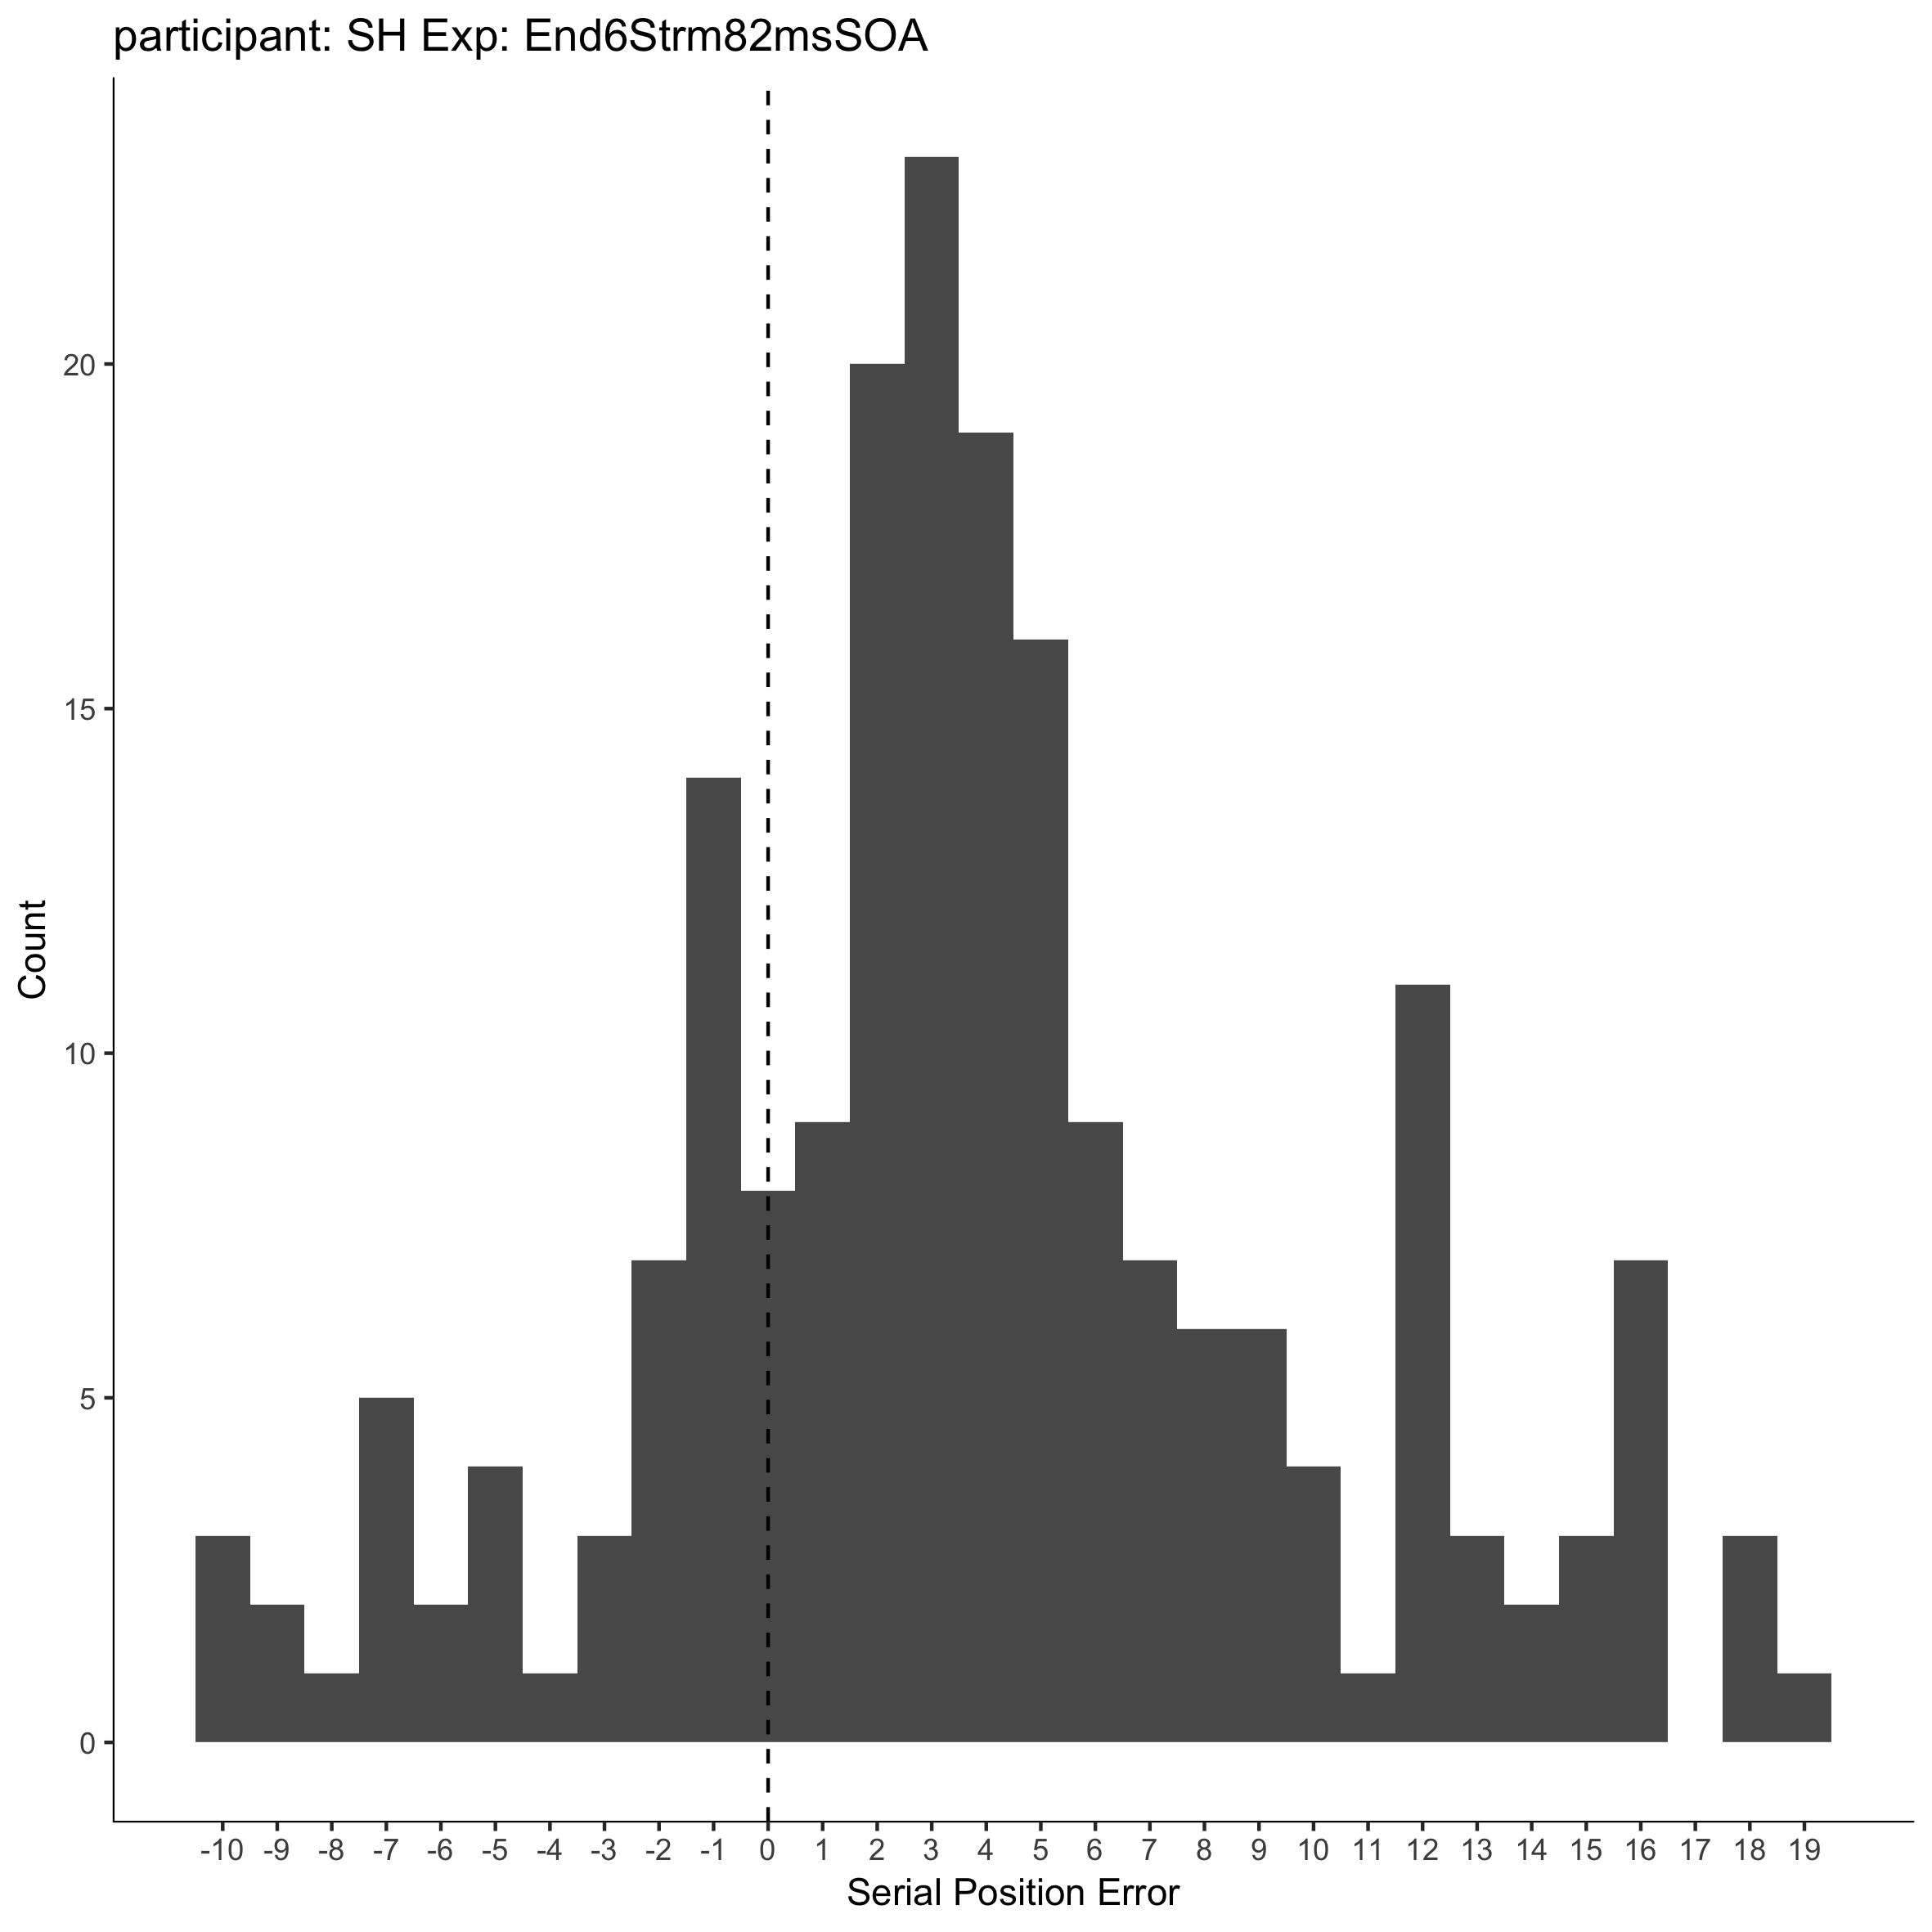 participant: SH Exp: End6Strm82msSOA
20
15
10
5
0
Count
-10 -9 -8 -7 -6 -5 -4 -3 -2 -1 0 1 2 3 4 5 6 7 8 9 10 11 12 13 14 15 16 17 18 19
Serial Position Error